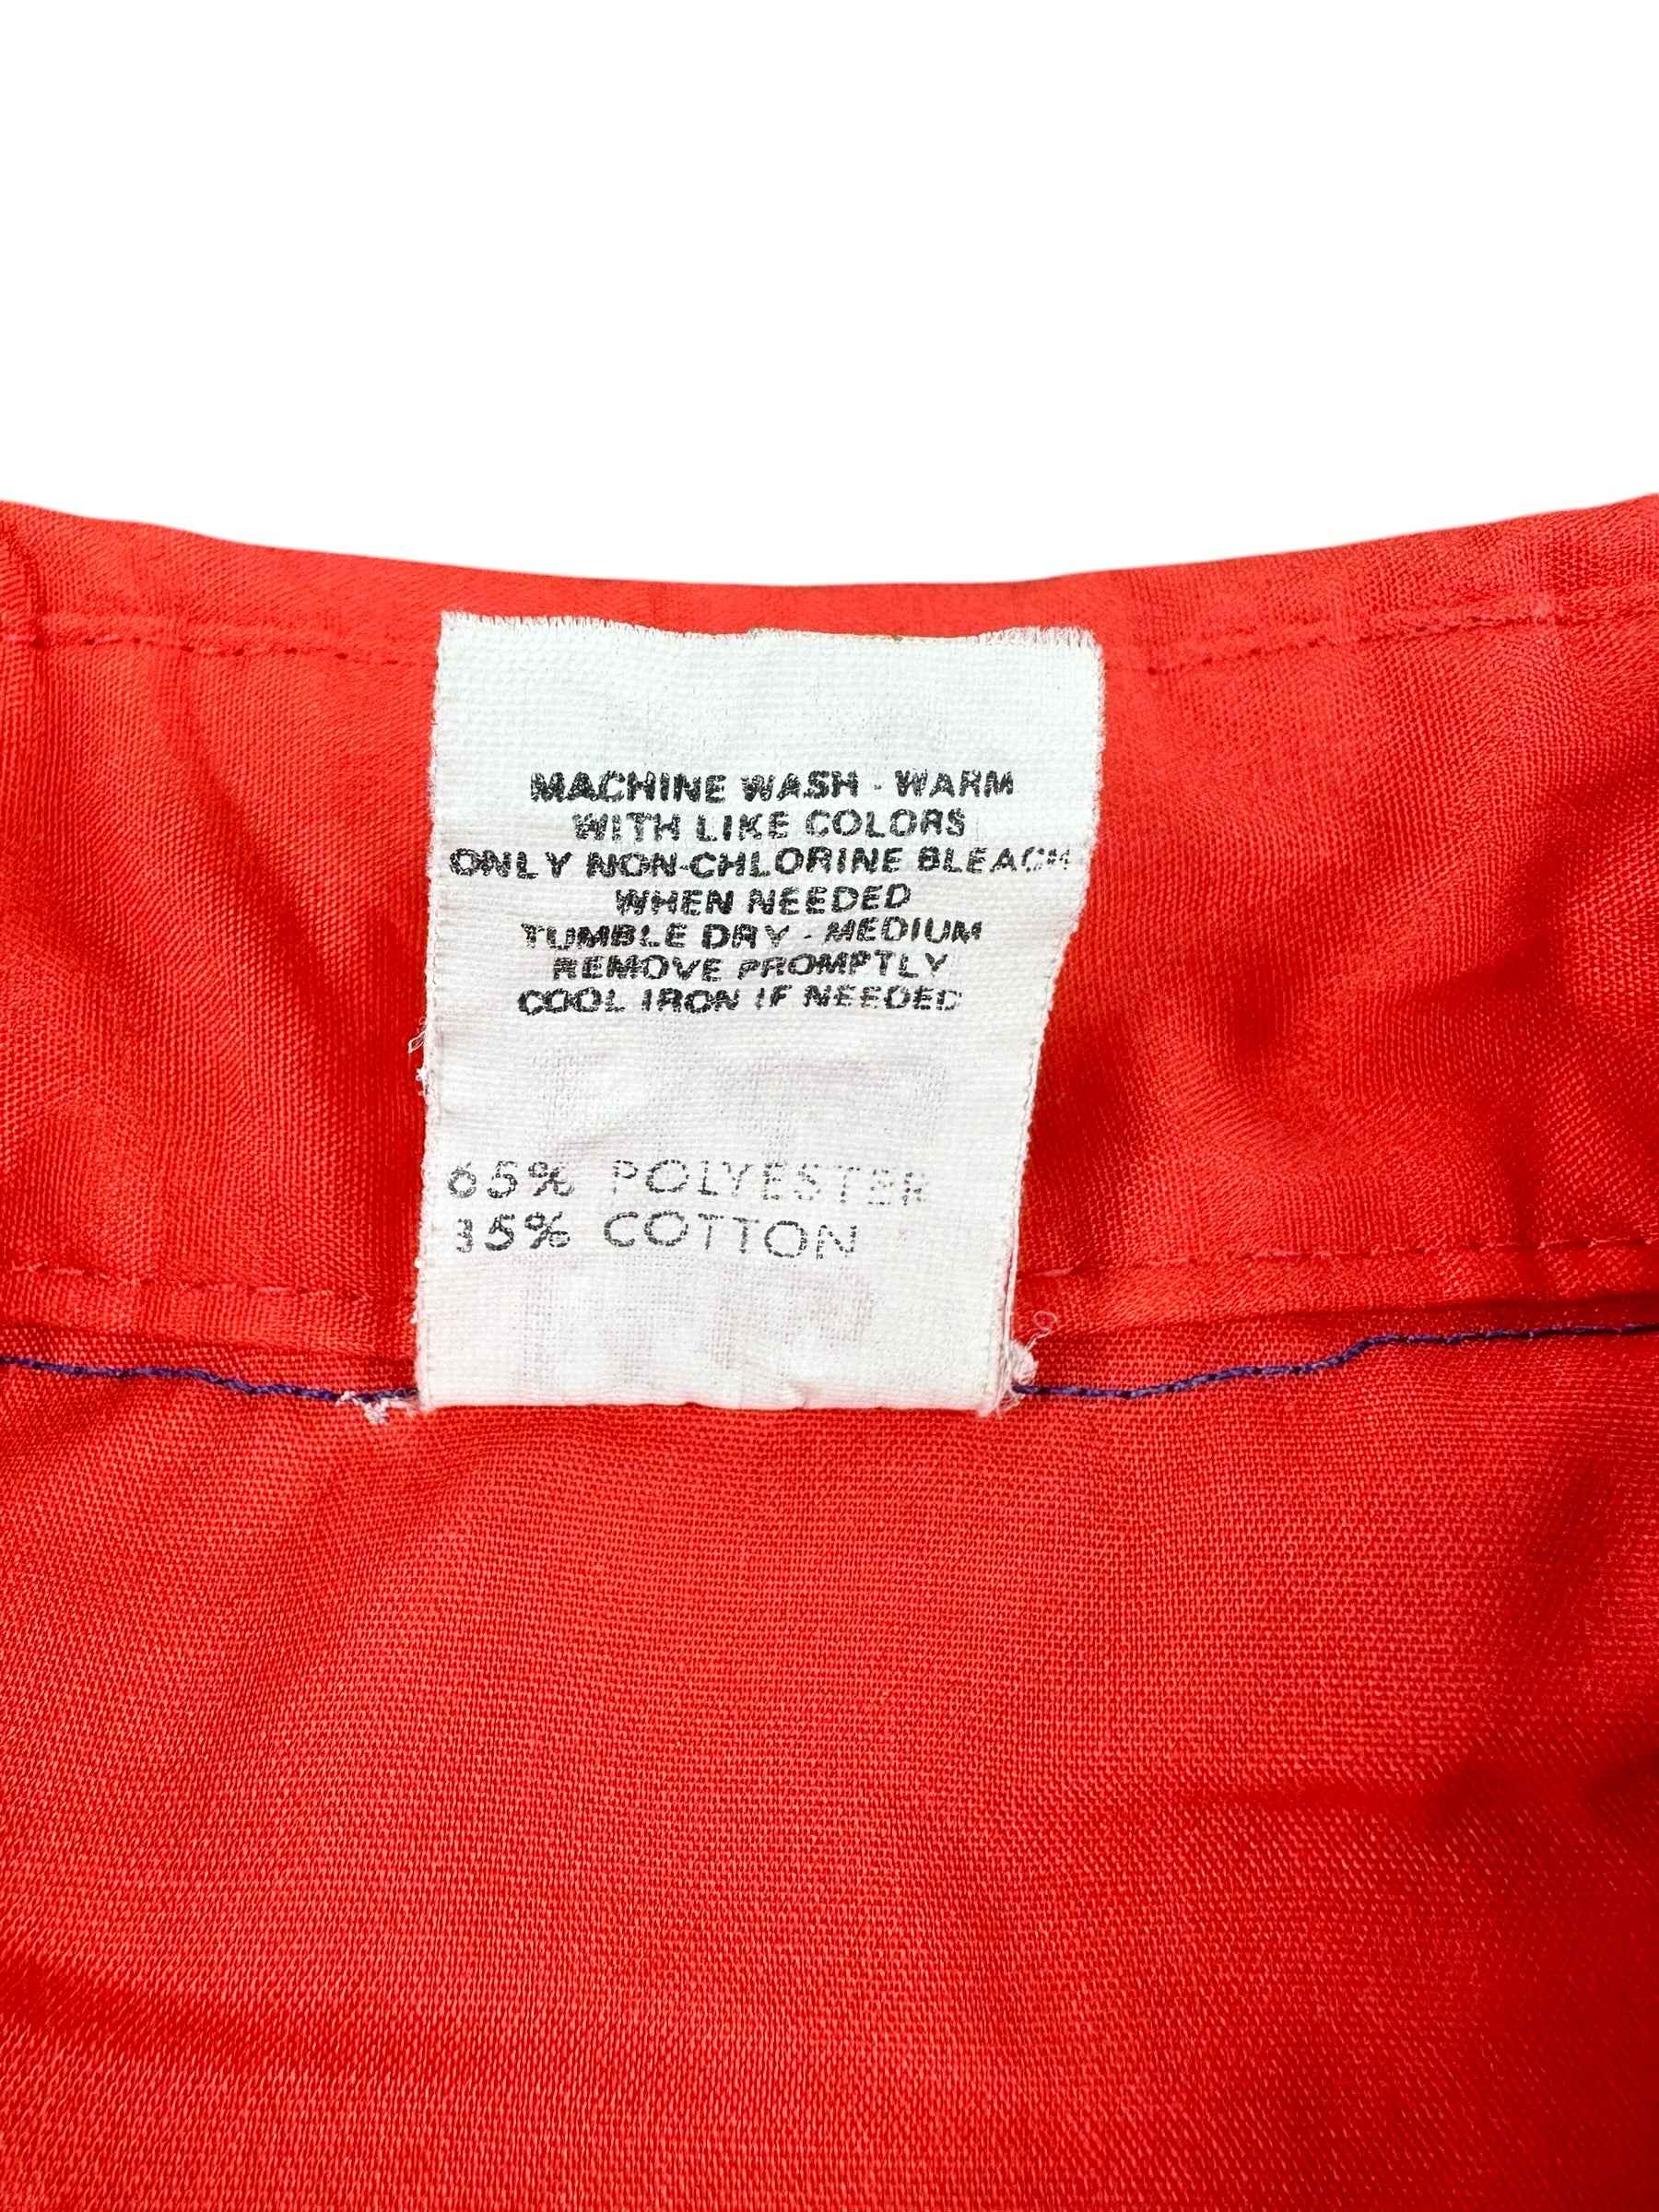 MACHINE WASH - WARM
WITH LIKE COLORS
ONLY NON-CHLORINE BLEACH
WHEN NEEDED
TUMBLE DRY - MEDIUM
REMOVE PROMPTLY
COOL IRON IF NEEDED
65% POLYESTER
35% COTTON